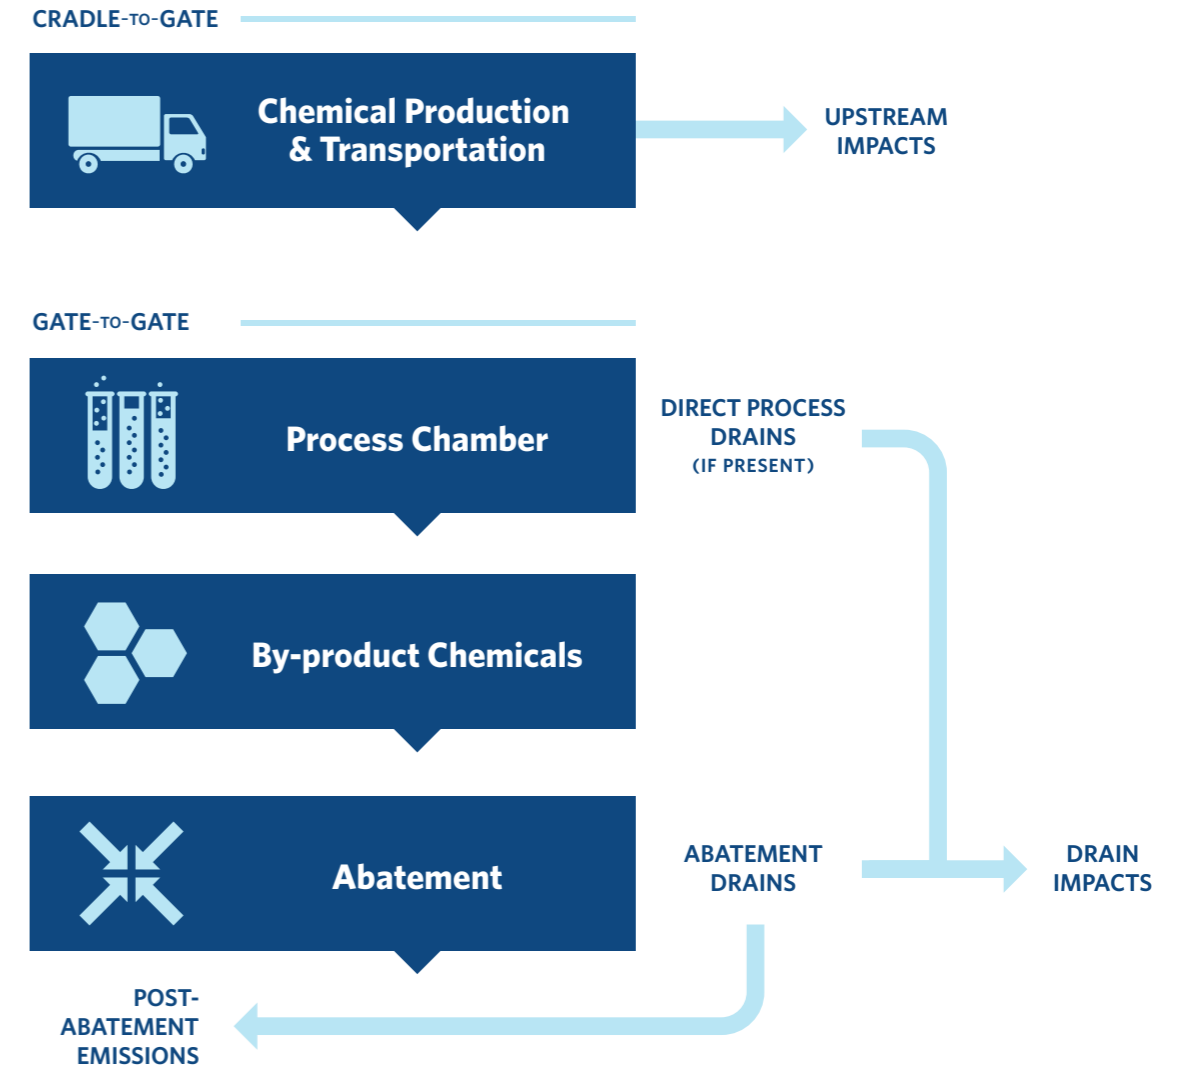 CRADLE-TO-GATE
Chemical Production
& Transportation
UPSTREAM
IMPACTS
GATE-TO-GATE
Process Chamber
DIRECT PROCESS
DRAINS
(IF PRESENT)
By-product Chemicals
Abatement
ABATEMENT
DRAINS
DRAIN
IMPACTS
POST-
ABATEMENT
EMISSIONS